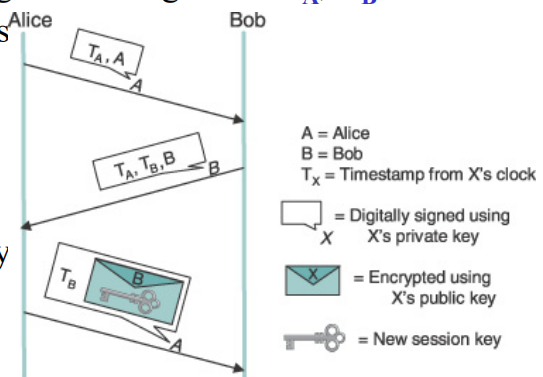 A, B
Alice
Bob
s
T_A, A
A
T_A, T_B, B
B
y
T_B
B
A
A = Alice
B = Bob
T_X = Timestamp from X's clock
X
= Digitally signed using
X's private key
X
= Encrypted using
X's public key
= New session key